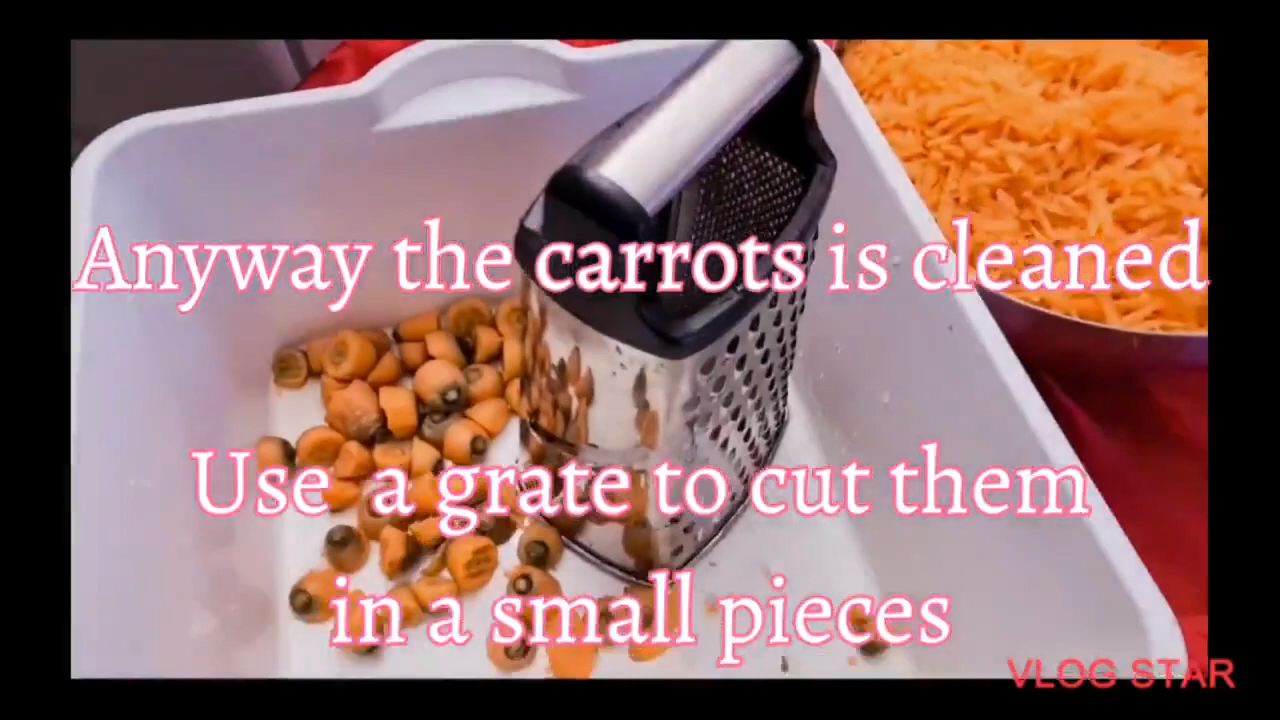 Anyway the carrots is cleaned
Use a grate to cut them
in a small pieces
VLOG STAR